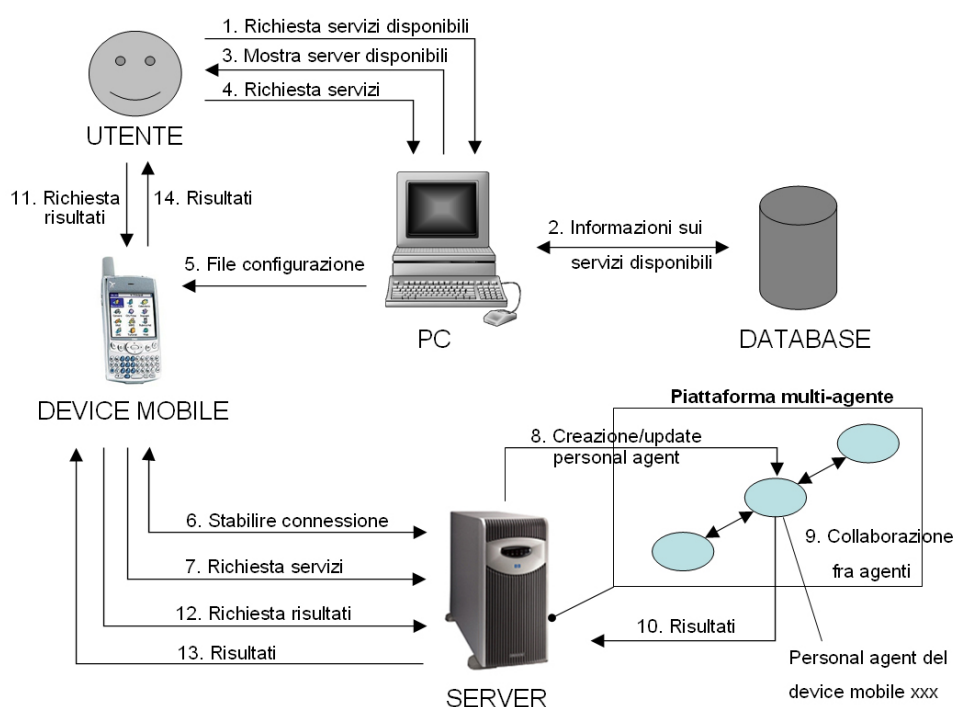 1. Richiesta servizi disponibili
3. Mostra server disponibili
4. Richiesta servizi
UTENTE
11. Richiesta
risultati
14. Risultati
2. Informazioni sui
servizi disponibili
5. File configurazione
PC
DATABASE
DEVICE MOBILE
Piattaforma multi-agente
8. Creazione/update
personal agent
6. Stabilire connessione
9. Collaborazione
fra agenti
7. Richiesta servizi
12. Richiesta risultati
10. Risultati
13. Risultati
Personal agent del
device mobile xxx
SERVER